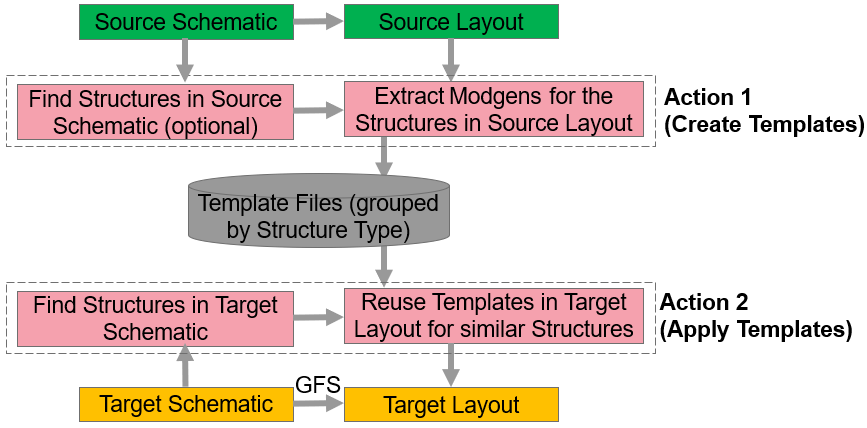 Source Schematic
Source Layout
Find Structures in Source
Schematic (optional)
Extract Modgens for the
Structures in Source Layout
Action 1
(Create Templates)
Template Files (grouped
by Structure Type)
Find Structures in Target
Schematic
Reuse Templates in Target
Layout for similar Structures
Action 2
(Apply Templates)
Target Schematic
GFS
Target Layout